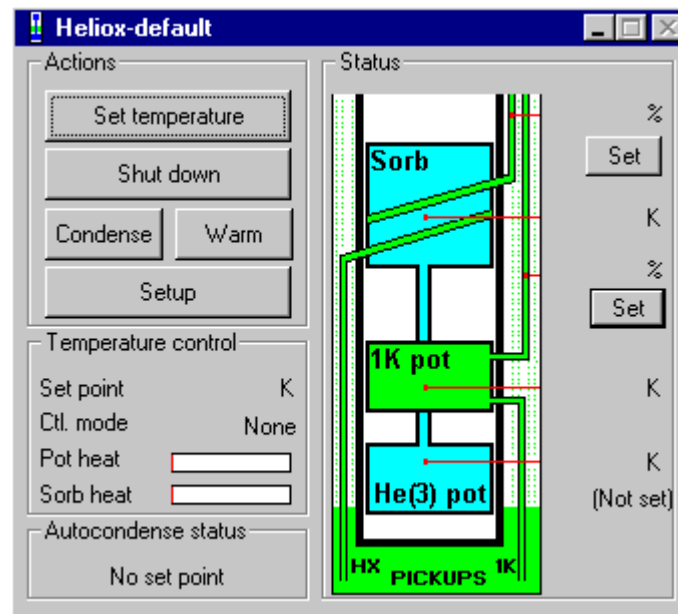 Heliox-default
Actions
Set temperature
Shut down
Condense
Warm
Setup
Temperature control
Set point K
Ctl. mode None
Pot heat
Sorb heat
Autocondense status
No set point
Status
%
Sorb
Set
K
%
Set
1K pot
K
K
He(3) pot
(Not set)
HX PICKUPS 1K